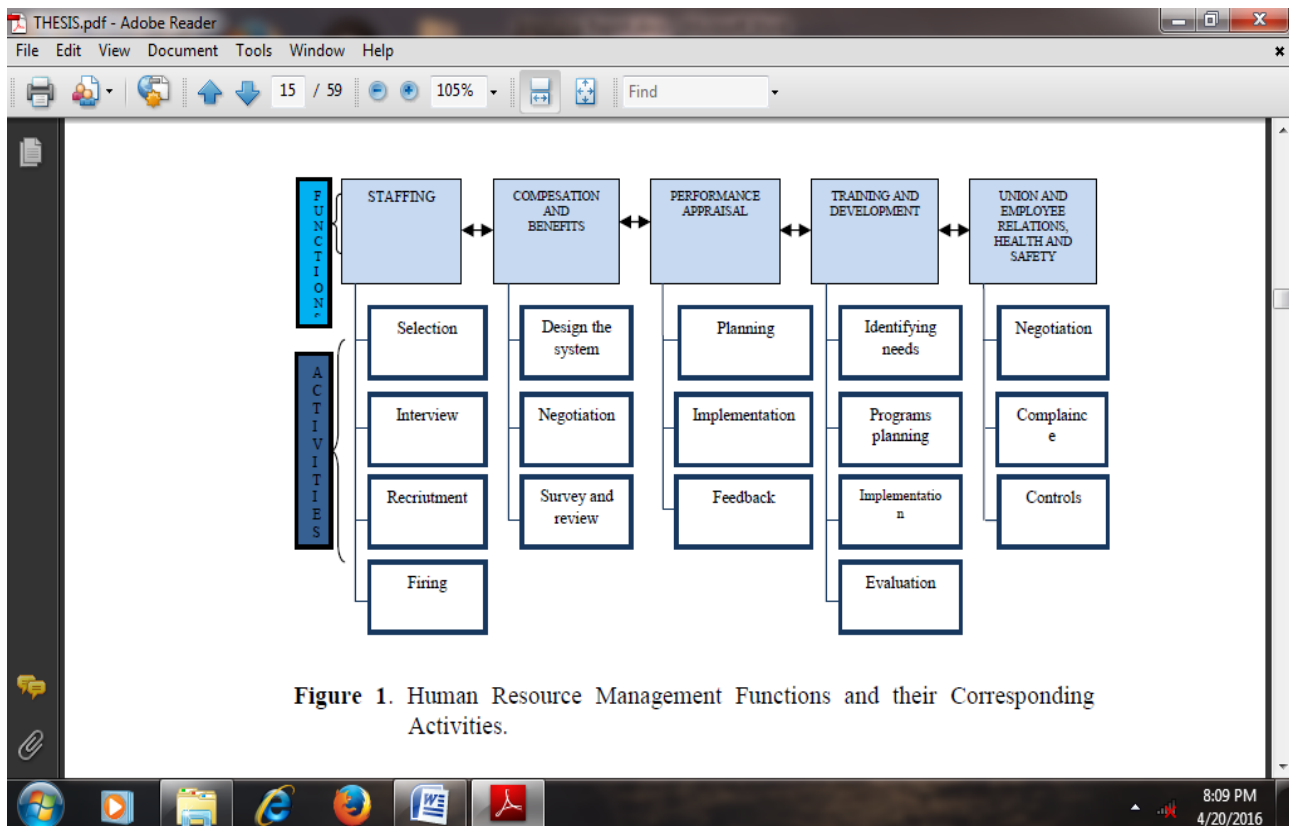 THESIS.pdf - Adobe Reader
File Edit View Document Tools Window Help
15 / 59 105% Find
FUNCTION
STAFFING
COMPESATION
AND
BENEFITS
PERFORMANCE
APPRAISAL
TRAINING AND
DEVELOPMENT
UNION AND
EMPLOYEE
RELATIONS,
HEALTH AND
SAFETY
ACTIVITIES
Selection
Interview
Recriutment
Firing
Design the
system
Negotiation
Survey and
review
Planning
Implementation
Feedback
Identifying
needs
Programs
planning
Implementatio
n
Evaluation
Negotiation
Complainc
e
Controls
Figure 1. Human Resource Management Functions and their Corresponding
Activities.
8:09 PM
4/20/2016